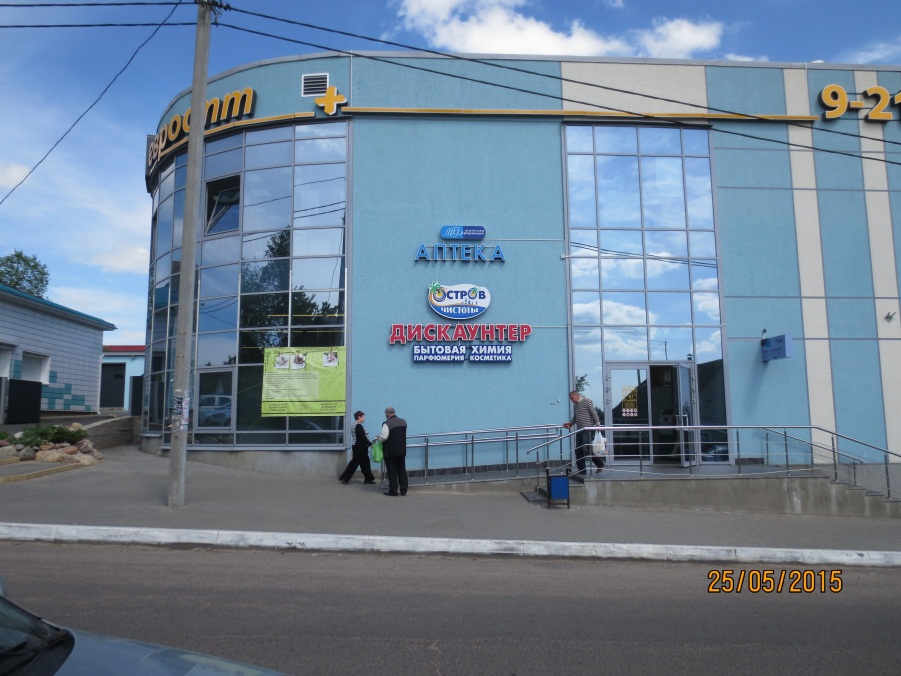 евроопт
+
9-21
АПТЕКА
ОСТРОВ
ЧИСТОТЫ
ДИСКАУНТЕР
БЫТОВАЯ ХИМИЯ
ПАРФЮМЕРИЯ КОСМЕТИКА
25/05/2015